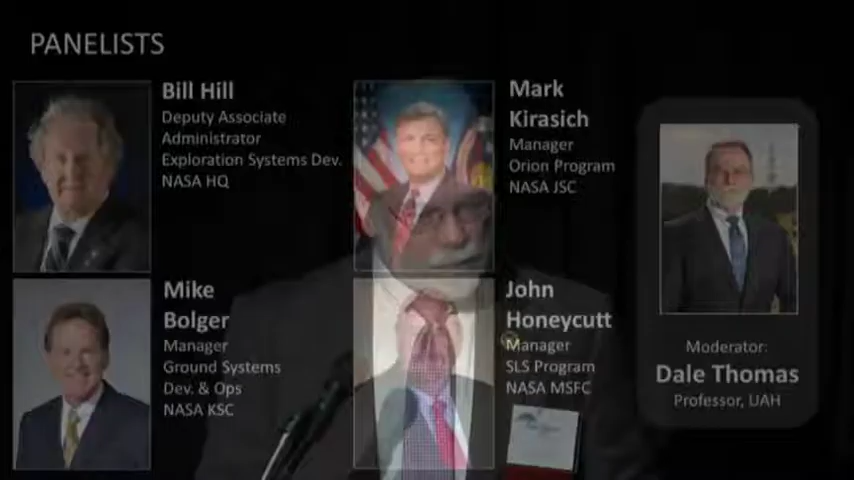 PANELISTS
Bill Hill
Deputy Associate
Administrator
Exploration Systems Dev.
NASA HQ
Mark
Kirasich
Manager
Orion Program
NASA JSC
Mike
Bolger
Manager
Ground Systems
Dev. & Ops
NASA KSC
John
Honeycutt
Manager
SLS Program
NASA MSFC
Moderator:
Dale Thomas
Professor, UAH